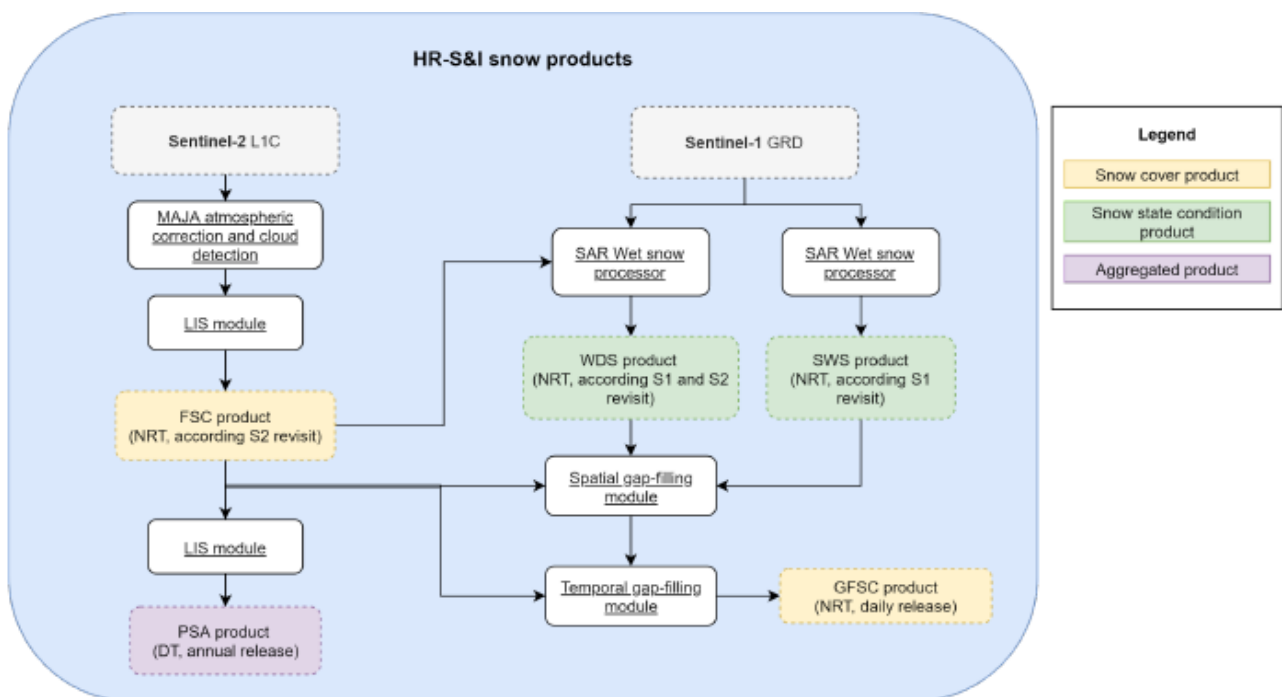 HR-S&I snow products
Sentinel-2 L1C
MAJA atmospheric
correction and cloud
detection
LIS module
FSC product
(NRT, according S2 revisit)
LIS module
PSA product
(DT, annual release)
Sentinel-1 GRD
SAR Wet snow
processor
SAR Wet snow
processor
WDS product
(NRT, according S1 and S2
revisit)
SWS product
(NRT, according S1
revisit)
Spatial gap-filling
module
Temporal gap-filling
module
GFSC product
(NRT, daily release)
Legend
Snow cover product
Snow state condition
product
Aggregated product